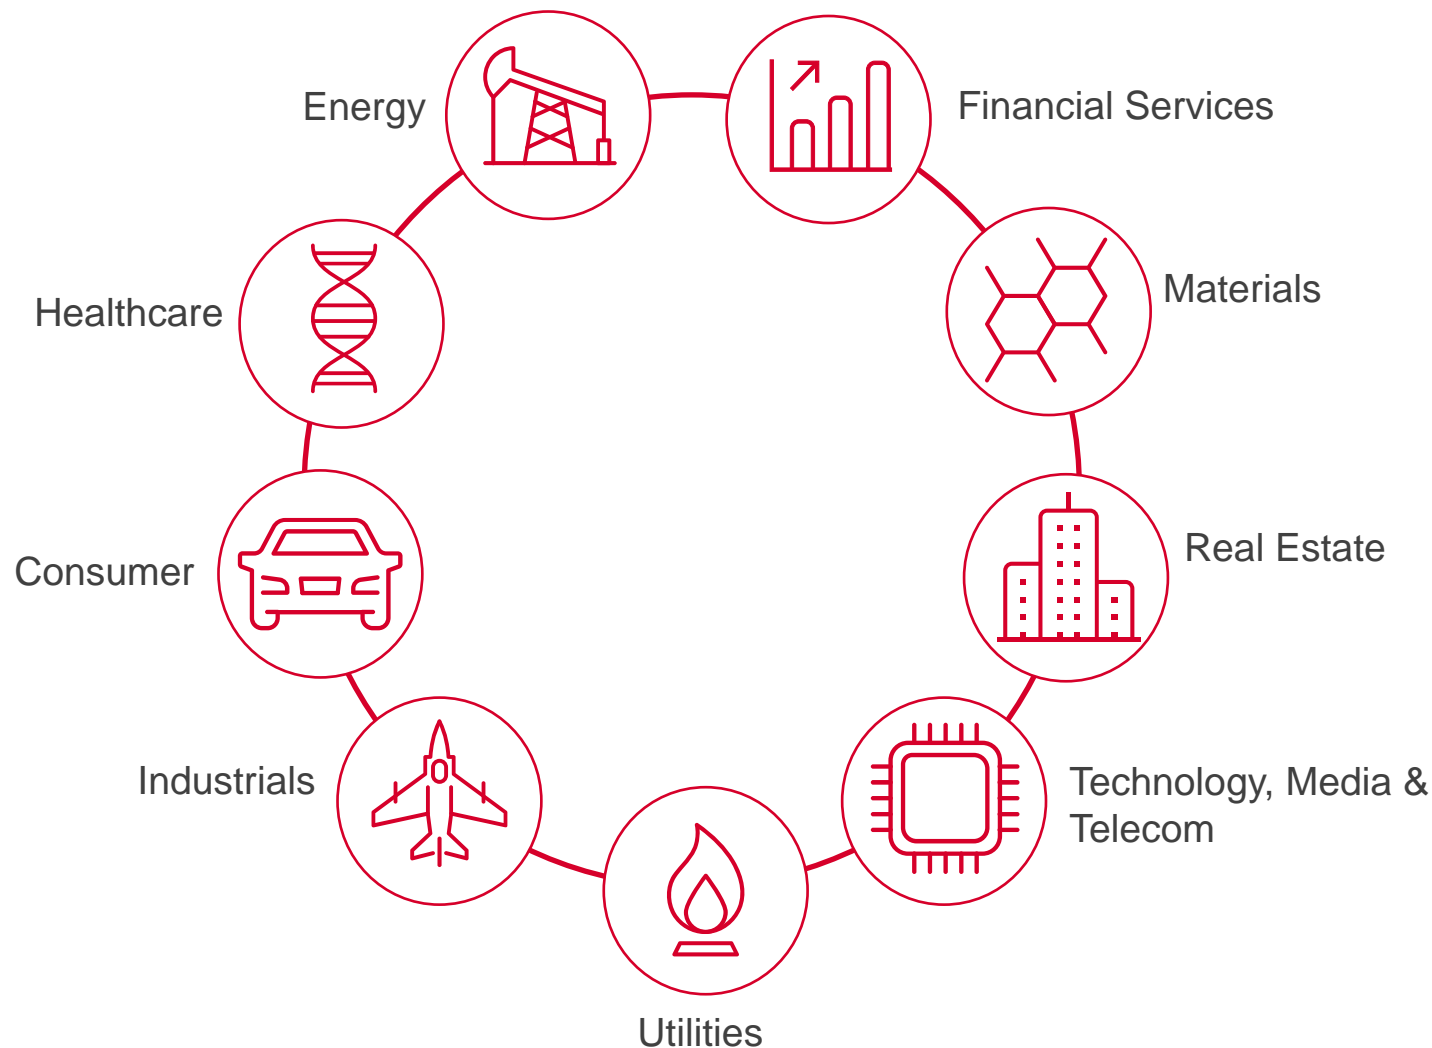 Energy
Financial Services
Materials
Healthcare
Real Estate
Consumer
Industrials
Technology, Media &
Telecom
Utilities